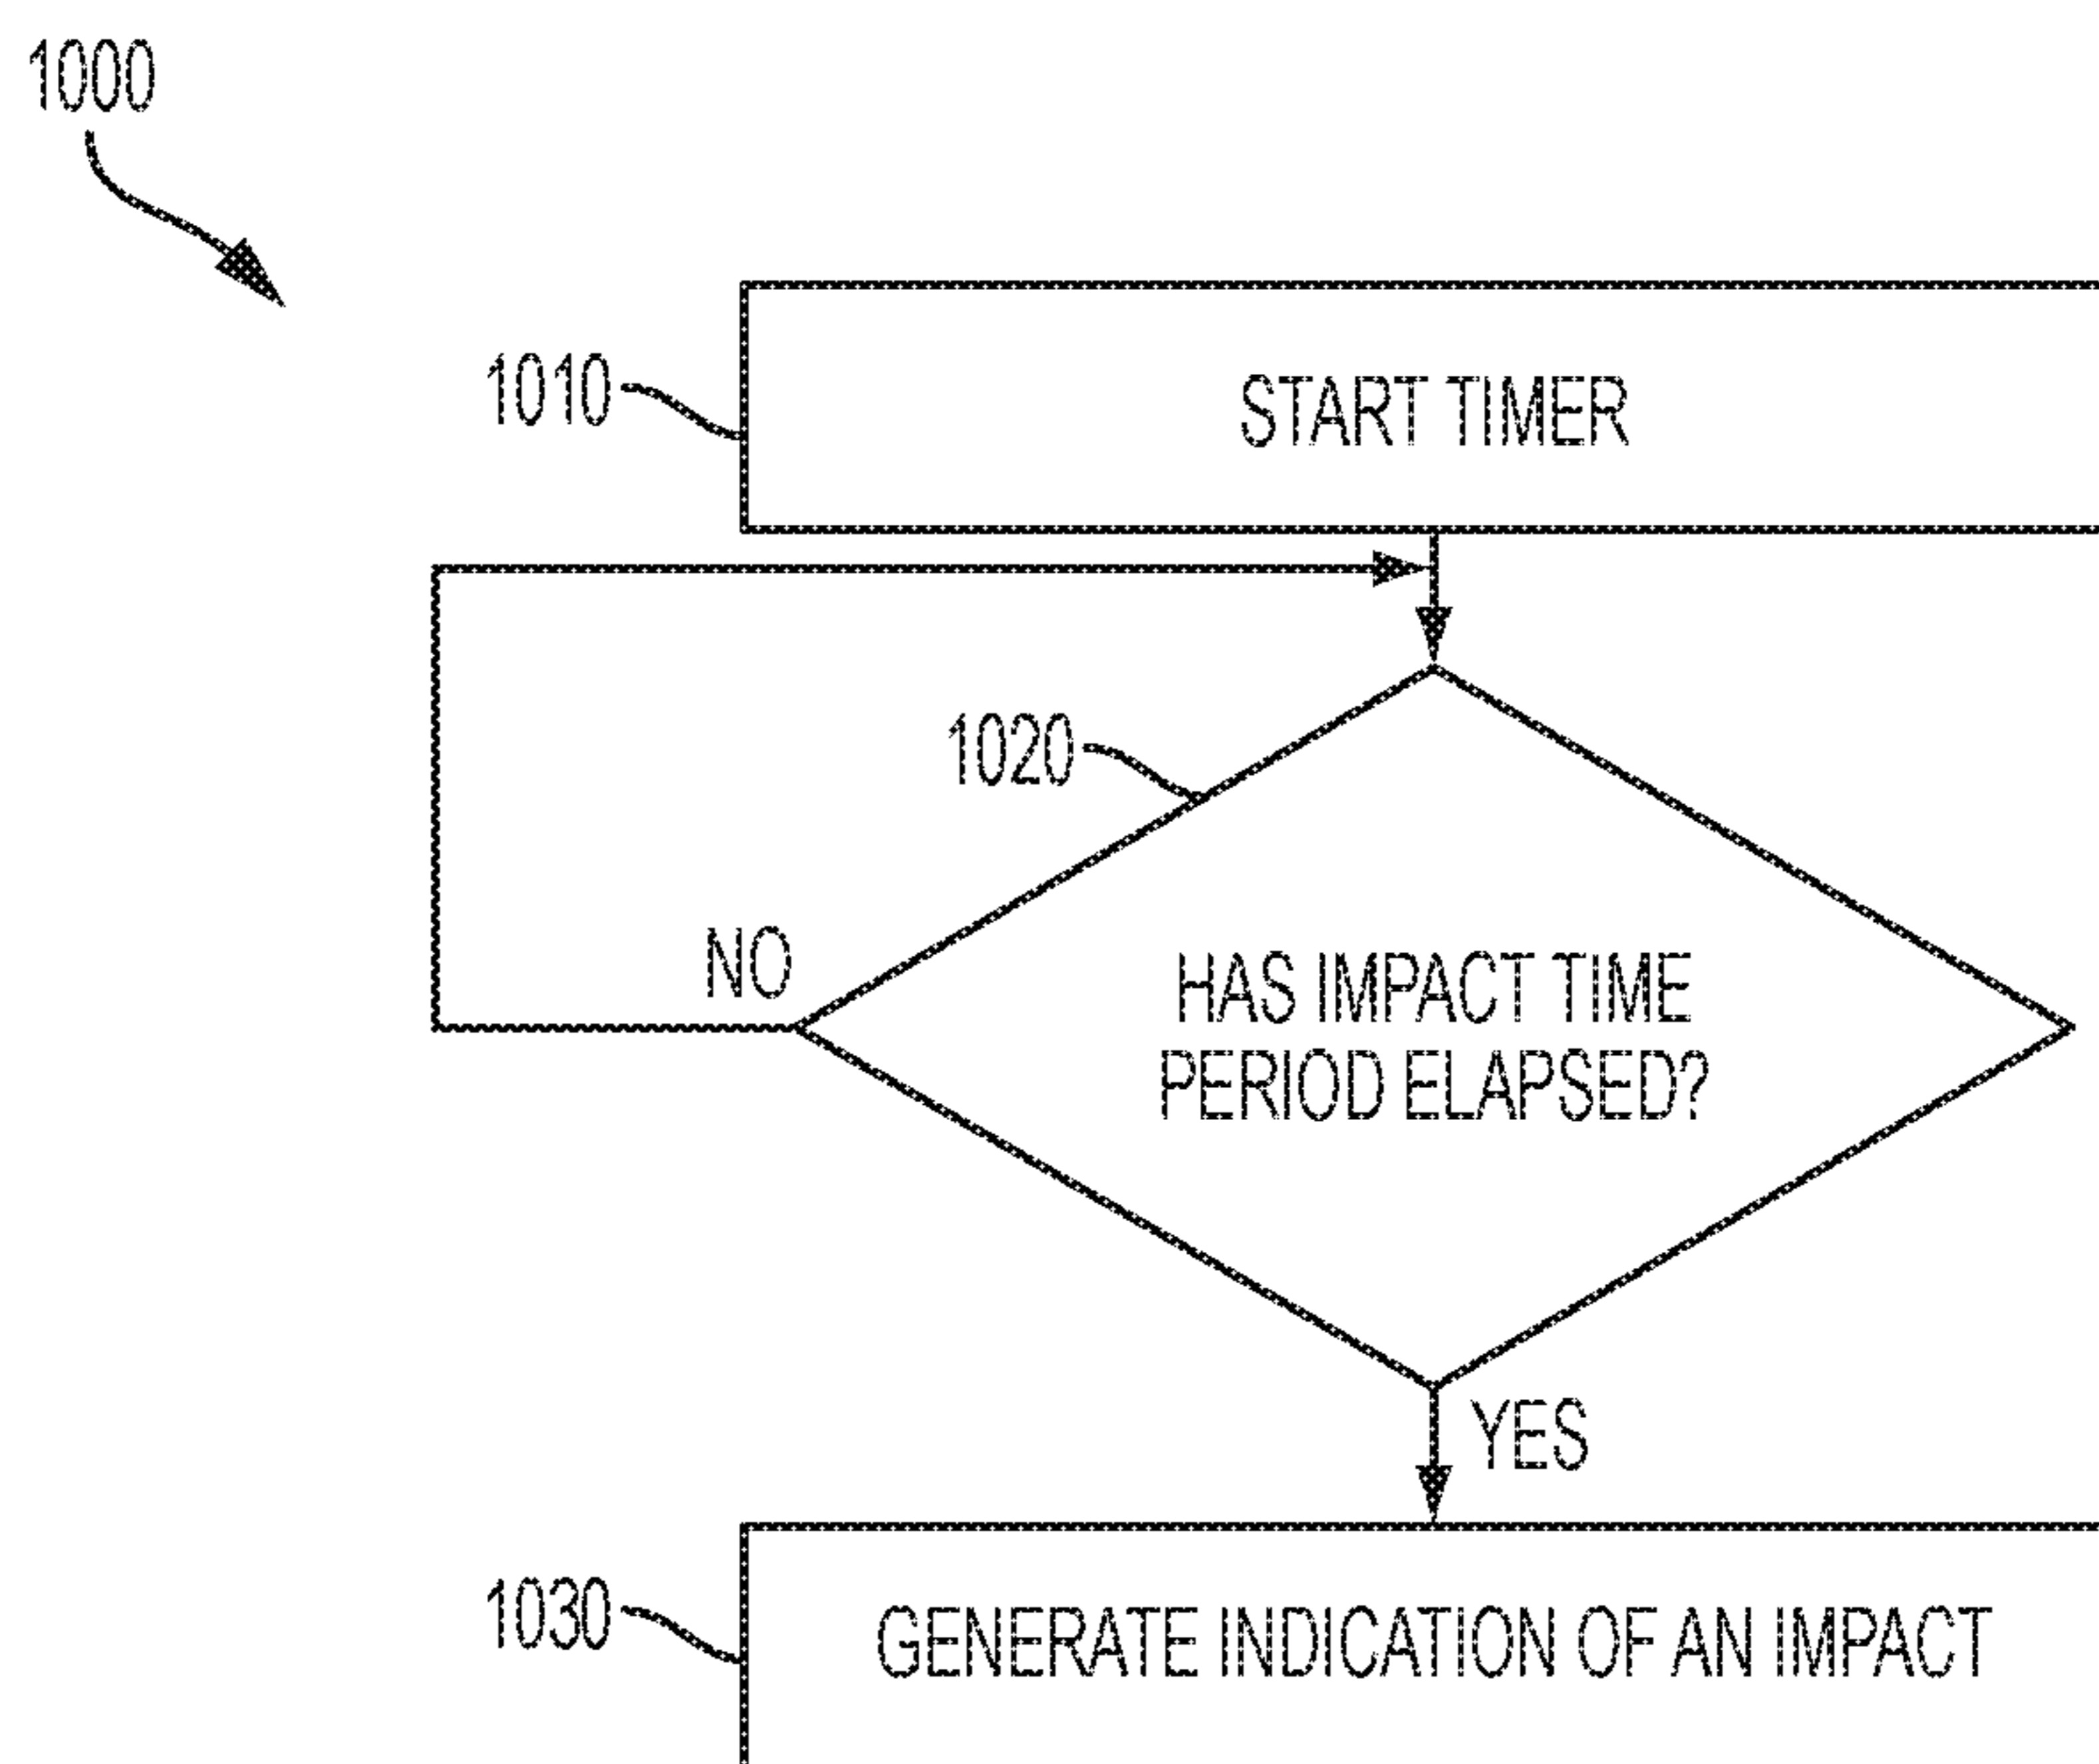 1000
1010
START TIMER
1020
NO
HAS IMPACT TIME
PERIOD ELAPSED?
YES
1030
GENERATE INDICATION OF AN IMPACT